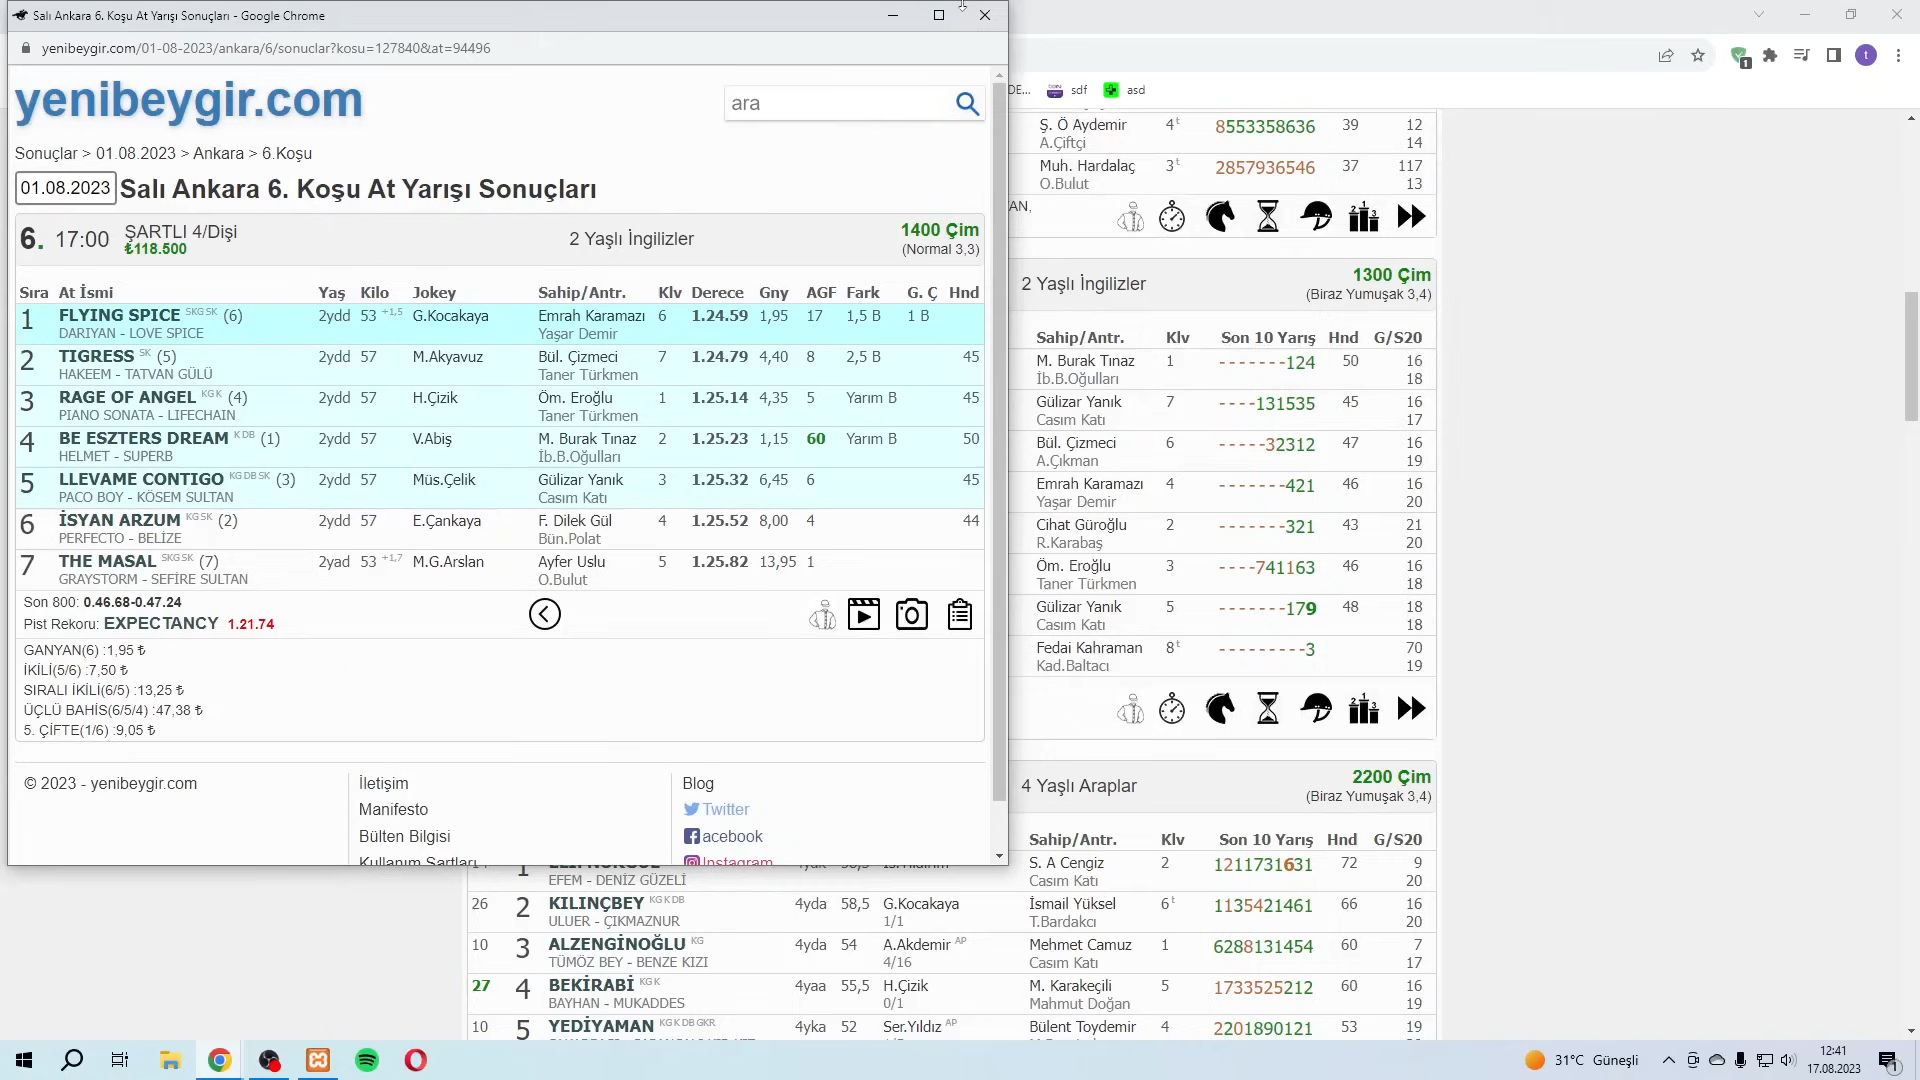 Salı Ankara 6. Koşu At Yarışı Sonuçları - Google Chrome
yenibeygir.com/01-08-2023/ankara/6/sonuclar?kosu=127840&at=94496
yenibeygir.com
ara
Sonuçlar > 01.08.2023 > Ankara > 6.Koşu
01.08.2023 Salı Ankara 6. Koşu At Yarışı Sonuçları
6. 17:00 ŞARTLI 4/Dişi 2 Yaşlı İngilizler 1400 Çim
₺118.500 (Normal 3,3)
Sıra At İsmi Yaş Kilo Jokey Sahip/Antr. Klv Derece Gny AGF Fark G. Ç Hnd
1 FLYING SPICE SKG SK (6) 2ydd 53 +1,5 G.Kocakaya Emrah Karamazı 6 1.24.59 1,95 17 1,5 B 1 B
DARIYAN - LOVE SPICE Yaşar Demir
2 TIGRESS SK (5) 2ydd 57 M.Akyavuz Bül. Çizmeci 7 1.24.79 4,40 8 2,5 B 45
HAKEEM - TATVAN GÜLÜ Taner Türkmen
3 RAGE OF ANGEL KG K (4) 2ydd 57 H.Çizik Öm. Eroğlu 1 1.25.14 4,35 5 Yarım B 45
PIANO SONATA - LIFECHAIN Taner Türkmen
4 BE ESZTERS DREAM K DB (1) 2ydd 57 V.Abiş M. Burak Tınaz 2 1.25.23 1,15 60 Yarım B 50
HELMET - SUPERB İb.B.Oğulları
5 LLEVAME CONTIGO KG DB SK (3) 2ydd 57 Müs.Çelik Gülizar Yanık 3 1.25.32 6,45 6 45
PACO BOY - KÖSEM SULTAN Casım Katı
6 İSYAN ARZUM KG SK (2) 2ydd 57 E.Çankaya F. Dilek Gül 4 1.25.52 8,00 4 44
PERFECTO - BELİZE Bün.Polat
7 THE MASAL SKG SK (7) 2yad 53 +1,7 M.G.Arslan Ayfer Uslu 5 1.25.82 13,95 1
GRAYSTORM - SEFİRE SULTAN O.Bulut
Son 800: 0.46.68-0.47.24
Pist Rekoru: EXPECTANCY 1.21.74
GANYAN(6) :1,95 ₺
İKİLİ(5/6) :7,50 ₺
SIRALI İKİLİ(6/5) :13,25 ₺
ÜÇLÜ BAHİS(6/5/4) :47,38 ₺
5. ÇİFTE(1/6) :9,05 ₺
© 2023 - yenibeygir.com
İletişim
Manifesto
Bülten Bilgisi
Kullanım Şartları
Blog
Twitter
acebook
Instagram
1
t
DE... sdf asd
Ş. Ö Aydemir 4 t 8553358636 39 12
A.Çiftçi 14
Muh. Hardalaç 3 t 2857936546 37 117
O.Bulut 13
2 Yaşlı İngilizler 1300 Çim
(Biraz Yumuşak 3,4)
Sahip/Antr. Klv Son 10 Yarış Hnd G/S20
M. Burak Tınaz 1 -------124 50 16
İb.B.Oğulları 18
Gülizar Yanık 7 ----131535 45 16
Casım Katı 17
Bül. Çizmeci 6 -----32312 47 16
A.Çıkman 19
Emrah Karamazı 4 -------421 46 16
Yaşar Demir 20
Cihat Güroğlu 2 -------321 43 21
R.Karabaş 20
Öm. Eroğlu 3 ----741163 46 16
Taner Türkmen 18
Gülizar Yanık 5 -------179 48 18
Casım Katı 18
Fedai Kahraman 8 t ---------3 70
Kad.Baltacı 19
4 Yaşlı Araplar 2200 Çim
(Biraz Yumuşak 3,4)
Sahip/Antr. Klv Son 10 Yarış Hnd G/S20
1 S. A Cengiz 2 1211731631 72 9
EFEM - DENİZ GÜZELİ Casım Katı 20
26 2 KILINÇBEY KG K DB 4yda 58,5 G.Kocakaya İsmail Yüksel 6 t 1135421461 66 16
ULUER - ÇIKMAZNUR 1/1 T.Bardakcı 20
10 3 ALZENGİNOĞLU KG 4yda 54 A.Akdemir AP Mehmet Camuz 1 6288131454 60 7
TÜMÖZ BEY - BENZE KIZI 4/16 Casım Katı 17
27 4 BEKİRABİ KG K 4yaa 55,5 H.Çizik M. Karakeçili 5 1733525212 60 16
BAYHAN - MUKADDES 0/1 Mahmut Doğan 19
10 5 YEDİYAMAN KG K DB GKR 4yka 52 Ser.Yıldız AP Bülent Toydemir 4 2201890121 53 19
31°C Güneşli
12:41
17.08.2023
1